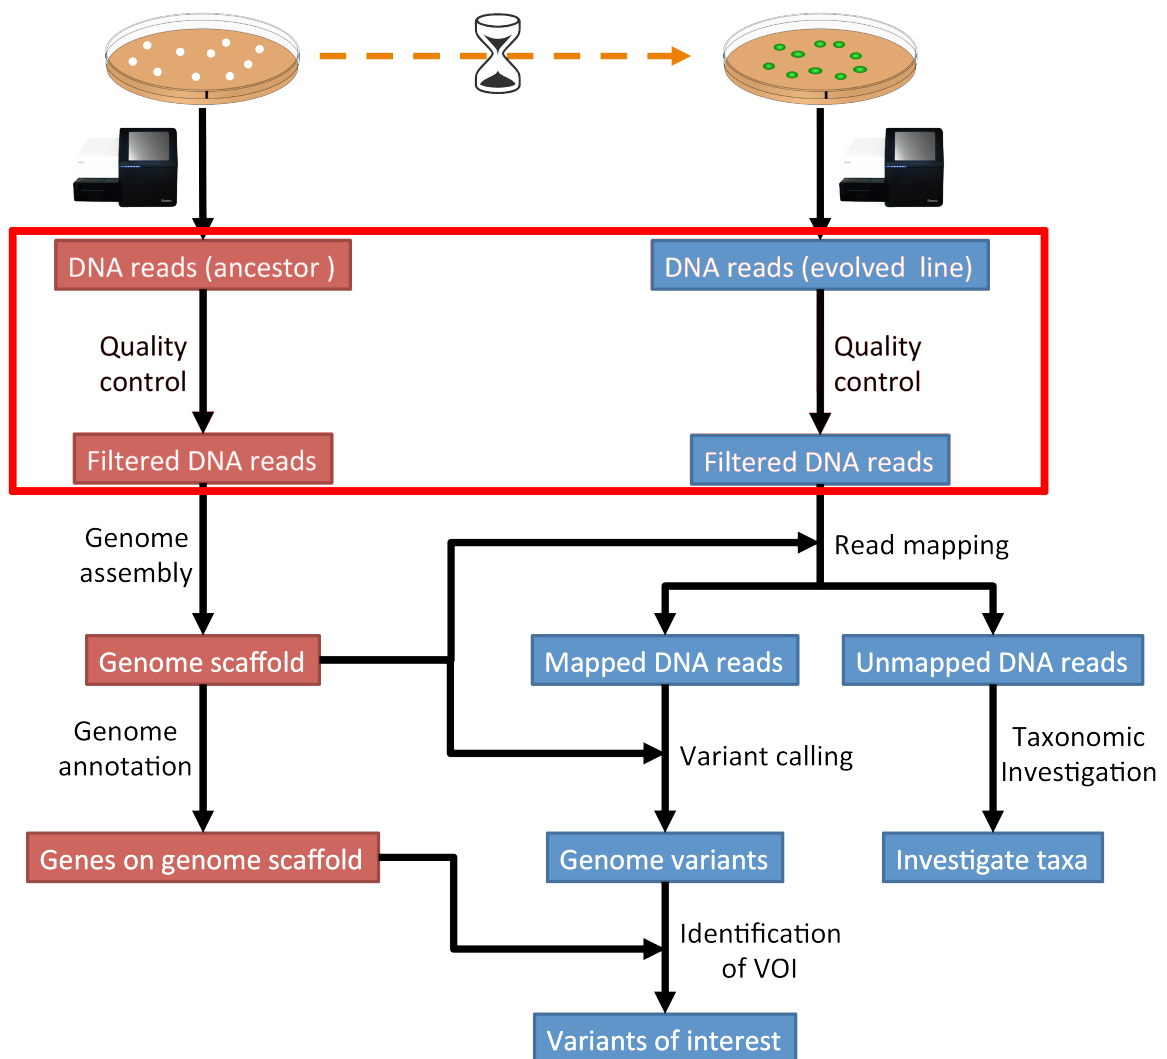 DNA reads (ancestor )
DNA reads (evolved  line)
Quality
control
Quality
control
Filtered DNA reads
Filtered DNA reads
Genome
assembly
Read mapping
Genome scaffold
Mapped DNA reads
Unmapped DNA reads
Genome
annotation
Variant calling
Taxonomic
Investigation
Genes on genome scaffold
Genome variants
Investigate taxa
Identification
of VOI
Variants of interest